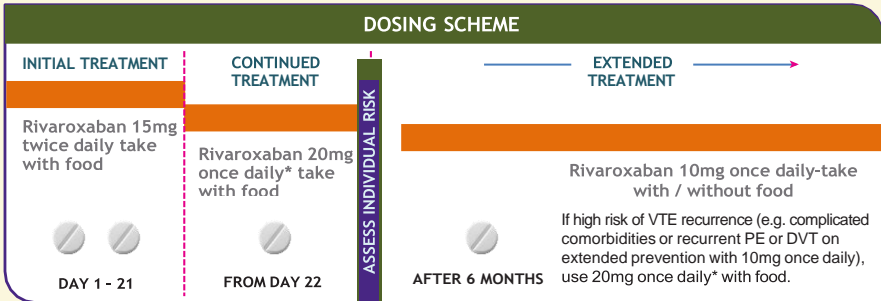 DOSING SCHEME
INITIAL TREATMENT
Rivaroxaban 15mg
twice daily take
with food
DAY 1 – 21
CONTINUED
TREATMENT
Rivaroxaban 20mg
once daily* take
with food
FROM DAY 22
ASSESS INDIVIDUAL RISK
EXTENDED
TREATMENT
Rivaroxaban 10mg once daily-take
with / without food
If high risk of VTE recurrence (e.g. complicated
comorbidities or recurrent PE or DVT on
extended prevention with 10mg once daily),
use 20mg once daily* with food.
AFTER 6 MONTHS